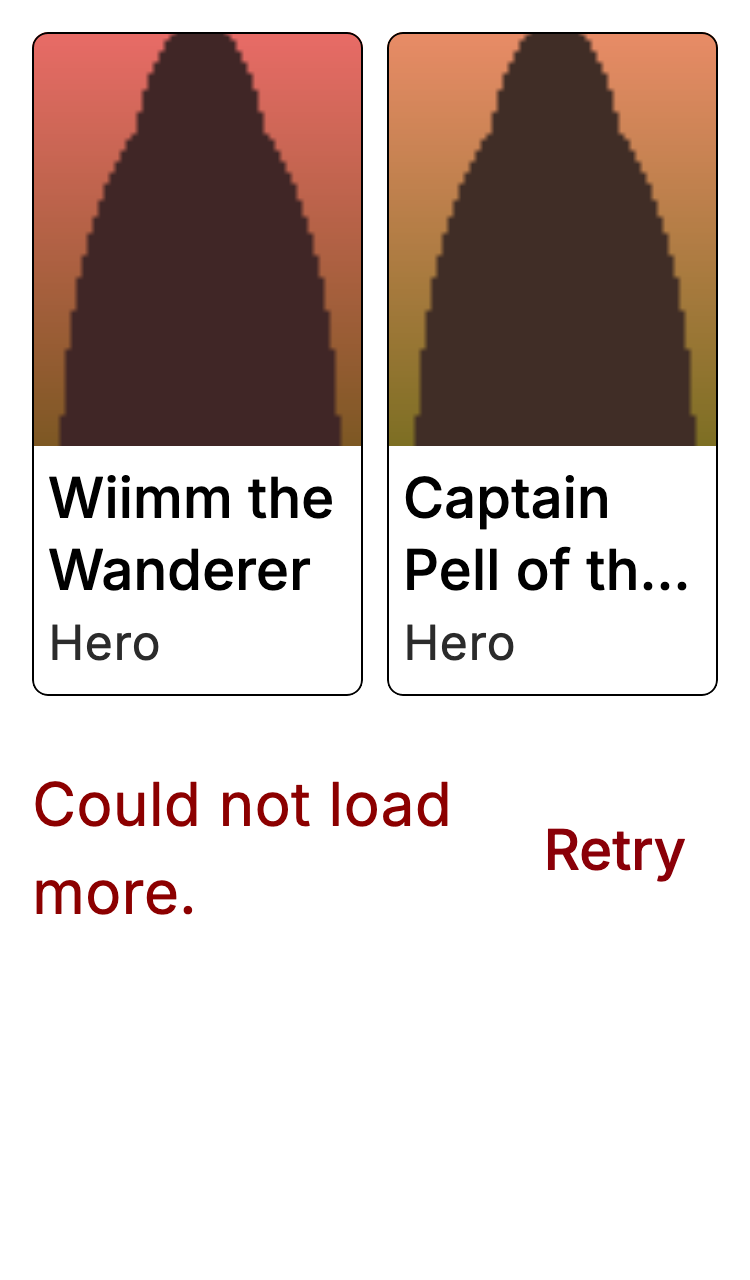 Wiimm the
Wanderer
Hero
Captain
Pell of th...
Hero
Could not load
more.
Retry